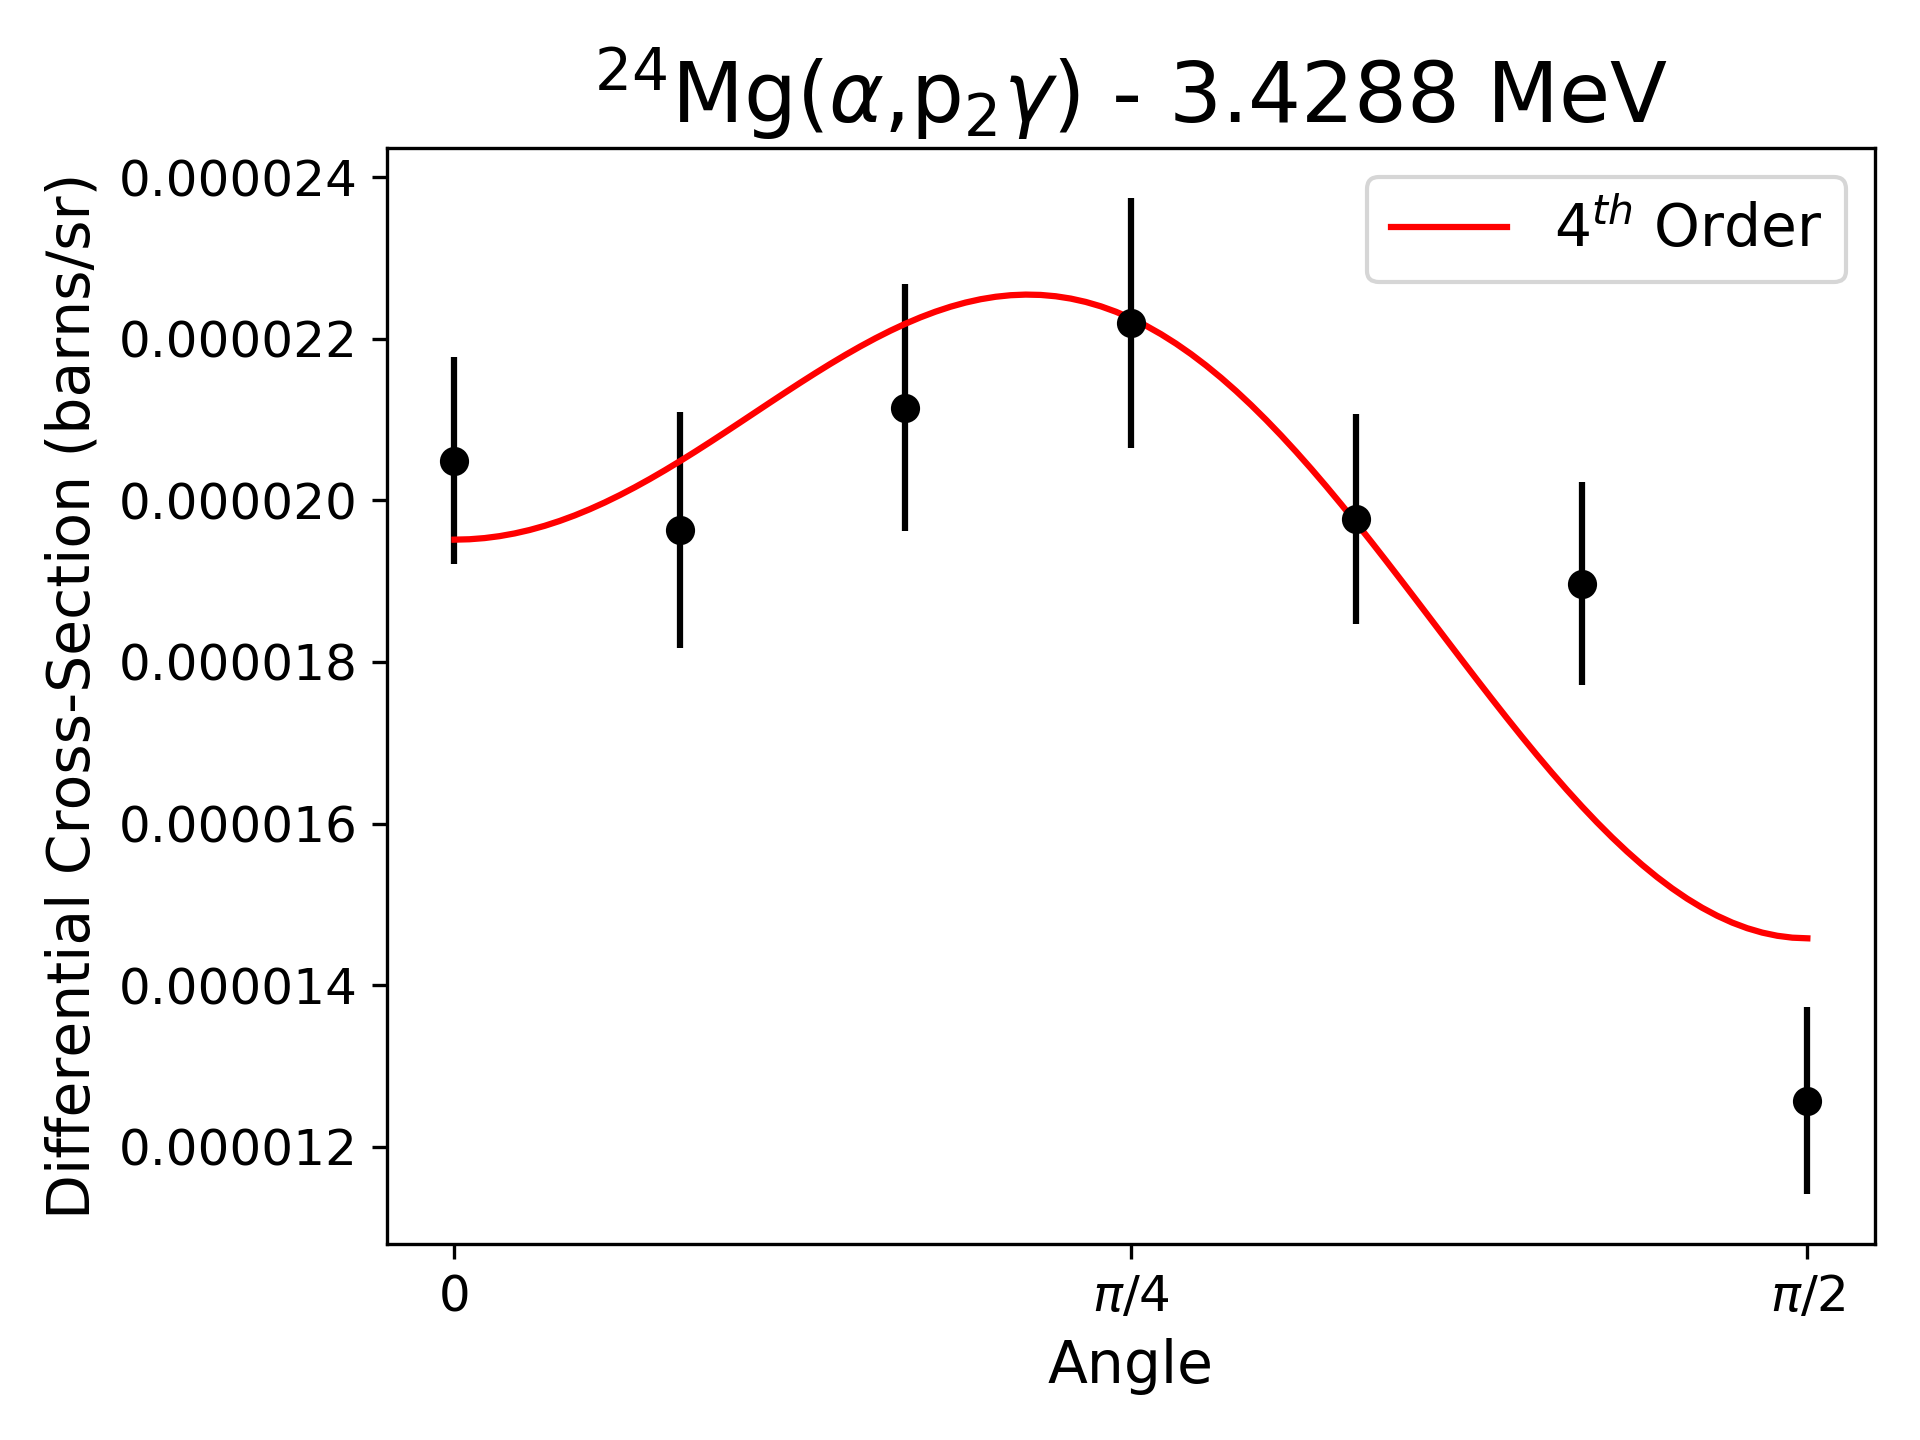 ²⁴Mg(α,p₂γ) - 3.4288 MeV
Differential Cross-Section (barns/sr)
0.000024
0.000022
0.000020
0.000018
0.000016
0.000014
0.000012
4ᵗʰ Order
0
π/4
π/2
Angle